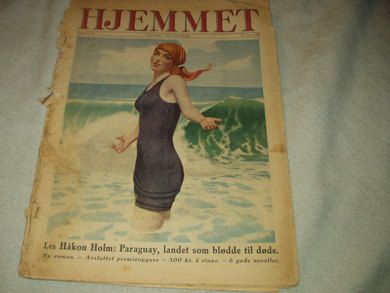 HJEMMET
Les Håkon Holm: Paraguay, landet som blødde til døde.
Ny roman. — Avsluttet premieopgave — 500 kr. å vinne. — 6 gode noveller.